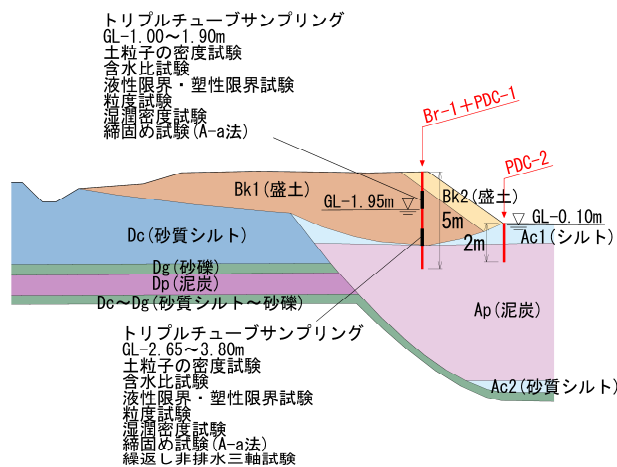 トリプルチューブサンプリング
GL-1.00～1.90m
土粒子の密度試験
含水比試験
液性限界・塑性限界試験
粒度試験
湿潤密度試験
締固め試験(A-a法)
Br-1＋PDC-1
PDC-2
Bk1(盛土)
Bk2(盛土)
GL-1.95m
5m
GL-0.10m
Dc(砂質シルト)
2m
Ac1(シルト)
Dg(砂礫)
Dp(泥炭)
Dc～Dg(砂質シルト～砂礫)
Ap(泥炭)
Ac2(砂質シルト)
トリプルチューブサンプリング
GL-2.65～3.80m
土粒子の密度試験
含水比試験
液性限界・塑性限界試験
粒度試験
湿潤密度試験
締固め試験(A-a法)
繰返し非排水三軸試験